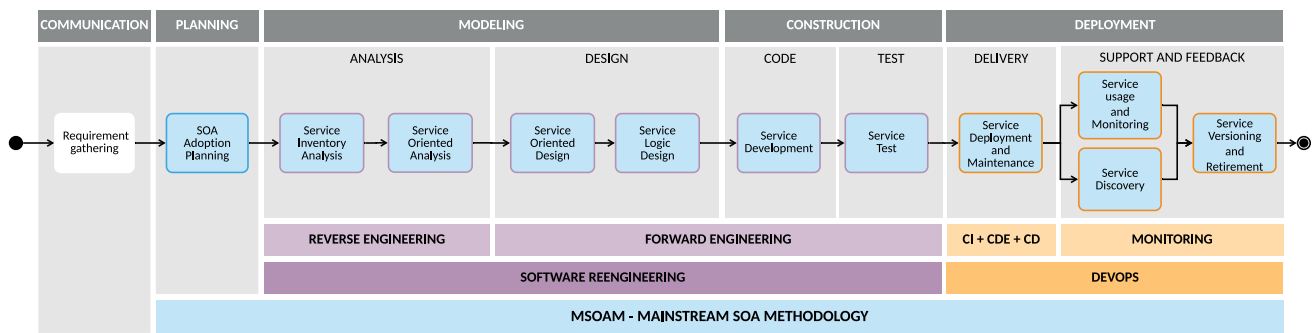 COMMUNICATION
PLANNING
MODELING
CONSTRUCTION
DEPLOYMENT
ANALYSIS
DESIGN
CODE
TEST
DELIVERY
SUPPORT AND FEEDBACK
Requirement
gathering
SOA
Adoption
Planning
Service
Inventory
Analysis
Service
Oriented
Analysis
Service
Oriented
Design
Service
Logic
Design
Service
Development
Service
Test
Service
Deployment
and
Maintenance
Service
usage
and
Monitoring
Service
Discovery
Service
Versioning
and
Retirement
REVERSE ENGINEERING
FORWARD ENGINEERING
CI + CDE + CD
MONITORING
SOFTWARE REENGINEERING
DEVOPS
MSOAM - MAINSTREAM SOA METHODOLOGY